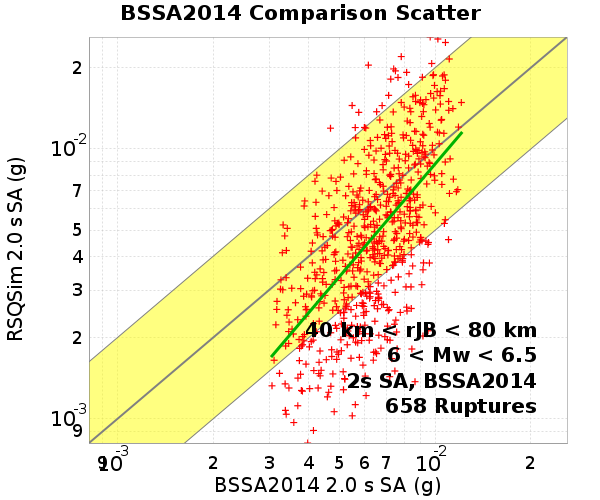 BSSA2014 Comparison Scatter
RSQSim 2.0 s SA (g)
2
10-2
7
5
4
3
2
10-3
9
40 km < rJB < 80 km
6 < Mw < 6.5
2s SA, BSSA2014
658 Ruptures
9 10-3 2 3 4 5 6 7 10-2 2
BSSA2014 2.0 s SA (g)